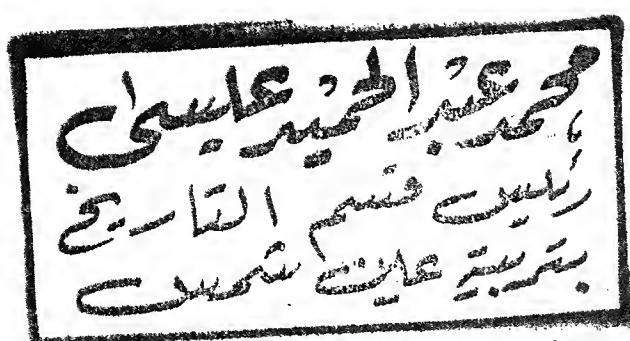 محمد عبد الحميد عيسى
رئيس قسم التاريخ
بتربية عين شمس